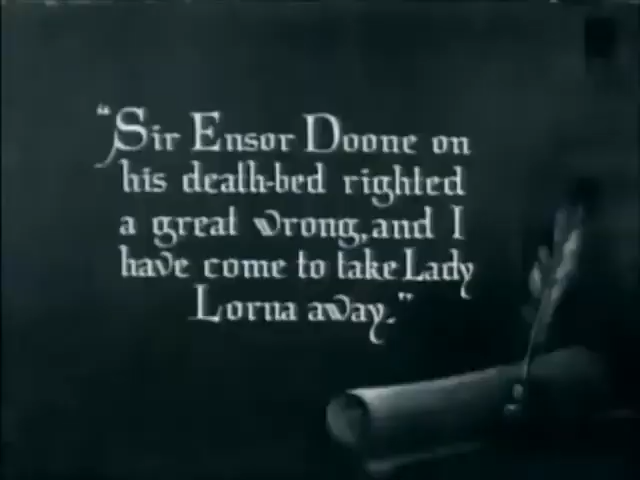 "Sir Ensor Doone on
his death-bed righted
a great wrong, and I
have come to take Lady
Lorna away."